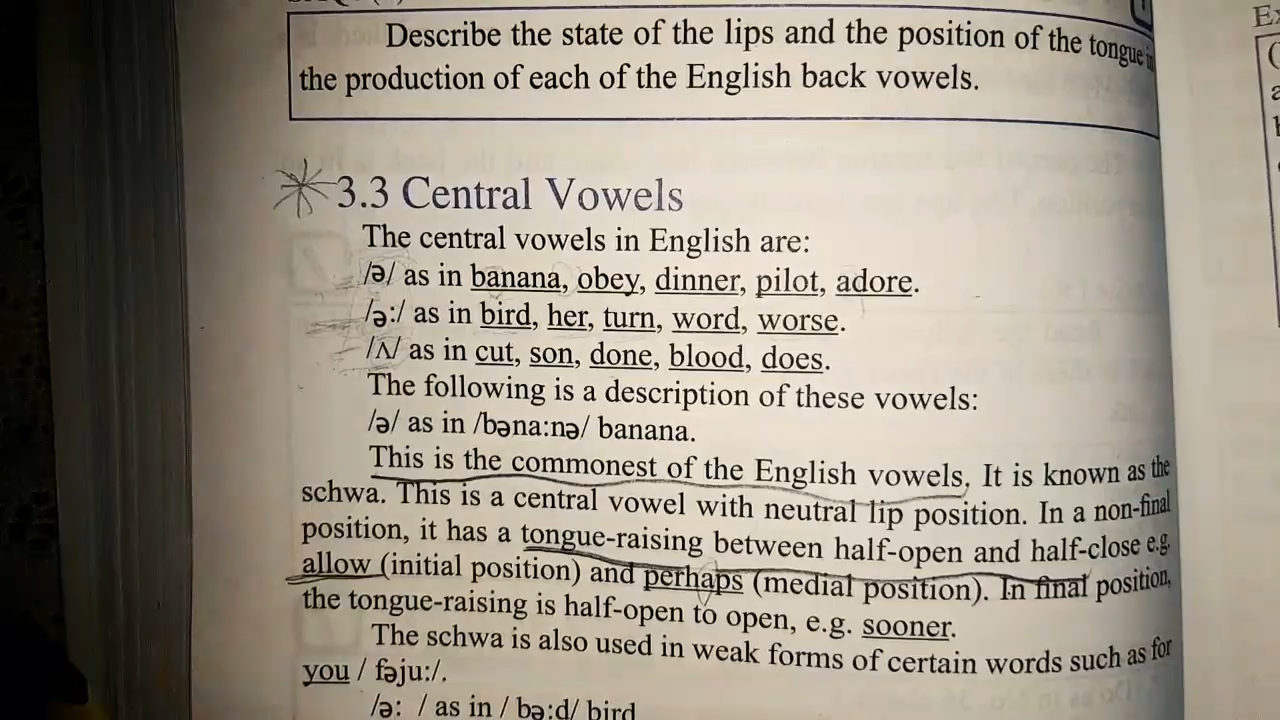 Describe the state of the lips and the position of the tongue in
the production of each of the English back vowels.
3.3 Central Vowels
The central vowels in English are:
/ə/ as in banana, obey, dinner, pilot, adore.
/ə:/ as in bird, her, turn, word, worse.
/Ʌ/ as in cut, son, done, blood, does.
The following is a description of these vowels:
/ə/ as in /bəna:nə/ banana.
This is the commonest of the English vowels. It is known as the
schwa. This is a central vowel with neutral lip position. In a non-final
position, it has a tongue-raising between half-open and half-close e.g.
allow (initial position) and perhaps (medial position). In final position,
the tongue-raising is half-open to open, e.g. sooner.
The schwa is also used in weak forms of certain words such as for
you / fəju:/.
/ə: / as in / bə:d/ bird